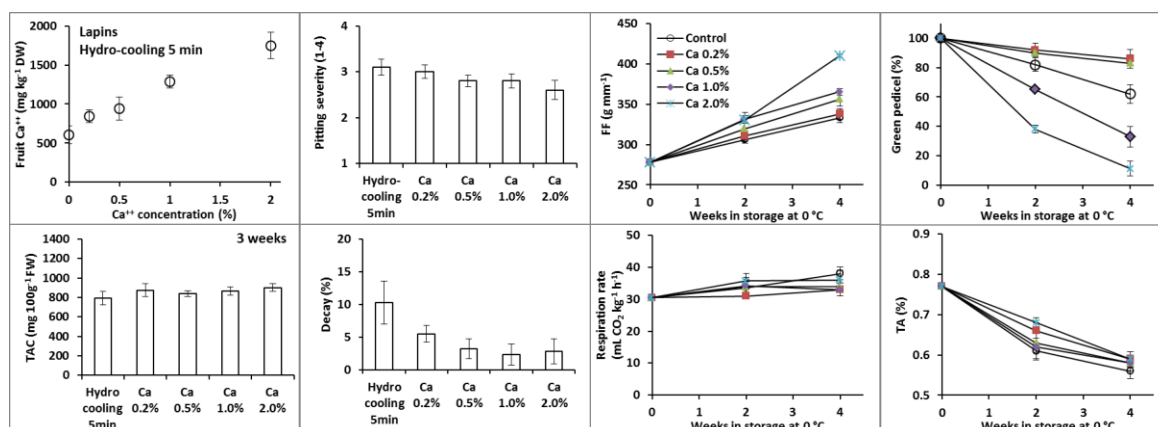 Lapins
Hydro-cooling 5 min
Fruit Ca⁺⁺ (mg kg⁻¹ DW)
2000
1500
1000
500
0
0
0.5
1
1.5
2
Ca⁺⁺ concentration (%)
Pitting severity (1-4)
4
3
2
1
Hydro-
cooling
5min
Ca
0.2%
Ca
0.5%
Ca
1.0%
Ca
2.0%
FF (g mm⁻¹)
450
400
350
300
250
Control
Ca 0.2%
Ca 0.5%
Ca 1.0%
Ca 2.0%
0
1
2
3
4
Weeks in storage at 0 °C
Green pedicel (%)
100
80
60
40
20
0
0
1
2
3
4
Weeks in storage at 0 °C
3 weeks
TAC (mg 100g⁻¹ FW)
1400
1200
1000
800
600
400
200
0
Hydro
cooling
5min
Ca
0.2%
Ca
0.5%
Ca
1.0%
Ca
2.0%
Decay (%)
20
15
10
5
0
Hydro
cooling
5min
Ca
0.2%
Ca
0.5%
Ca
1.0%
Ca
2.0%
Respiration rate
(mL CO₂ kg⁻¹ h⁻¹)
50
40
30
20
10
0
0
1
2
3
4
Weeks in storage at 0 °C
TA (%)
0.9
0.8
0.7
0.6
0.5
0
1
2
3
4
Weeks in storage at 0 °C